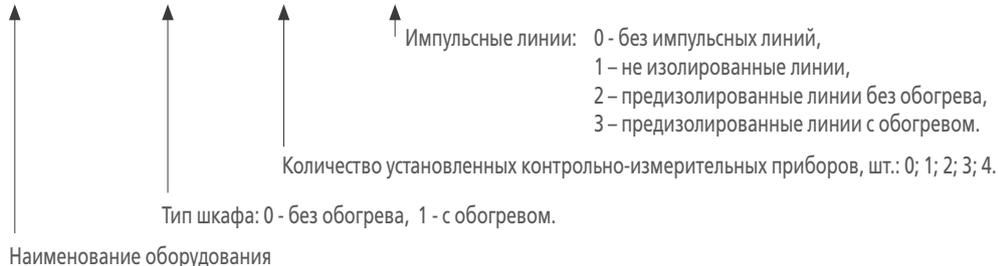 Импульсные линии: 0 - без импульсных линий,
1 – не изолированные линии,
2 – предизолированные линии без обогрева,
3 – предизолированные линии с обогревом.
Количество установленных контрольно-измерительных приборов, шт.: 0; 1; 2; 3; 4.
Тип шкафа: 0 - без обогрева, 1 - с обогревом.
Наименование оборудования